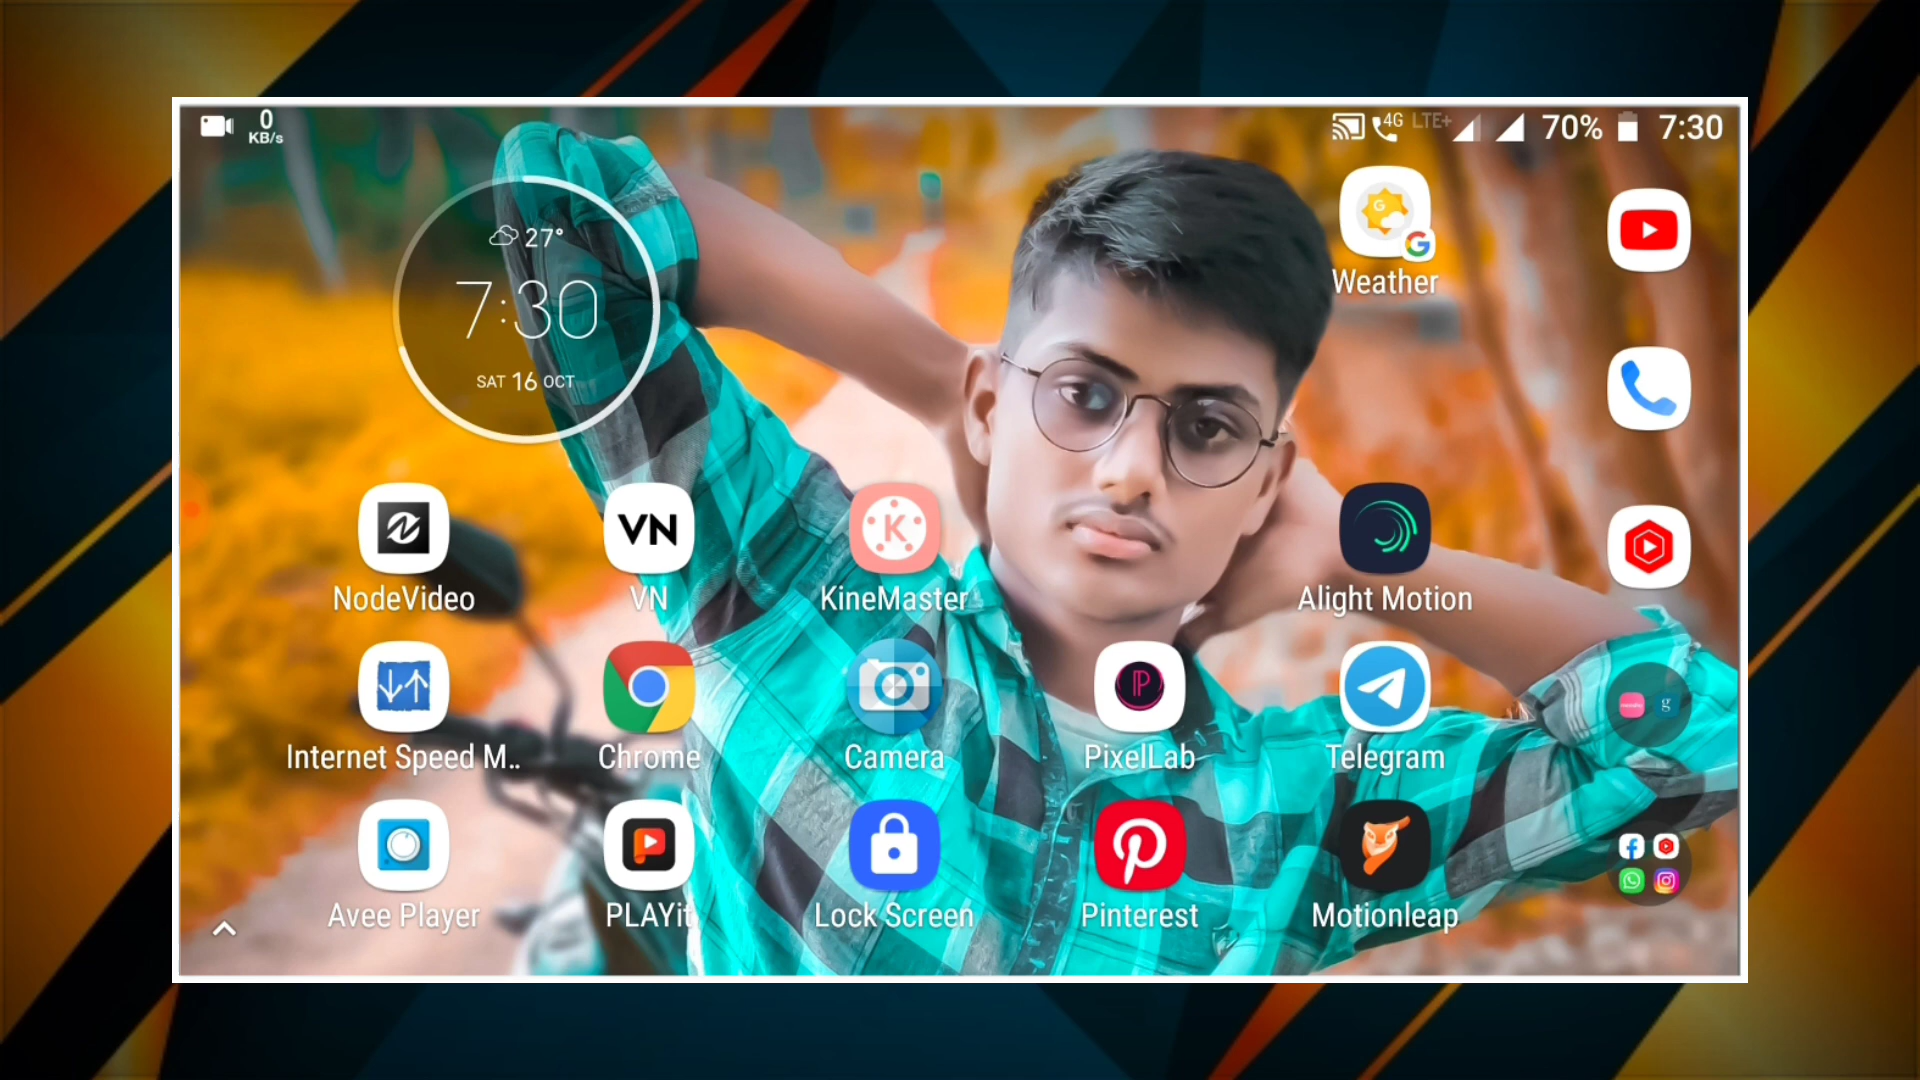 0
KB/s
4G LTE+ 70% 7:30
27°
7:30
SAT 16 OCT
G
Weather
VN
K
NodeVideo
VN
KineMaster
Alight Motion
Internet Speed M..
Chrome
Camera
PixelLab
Telegram
Avee Player
PLAYit
Lock Screen
Pinterest
Motionleap